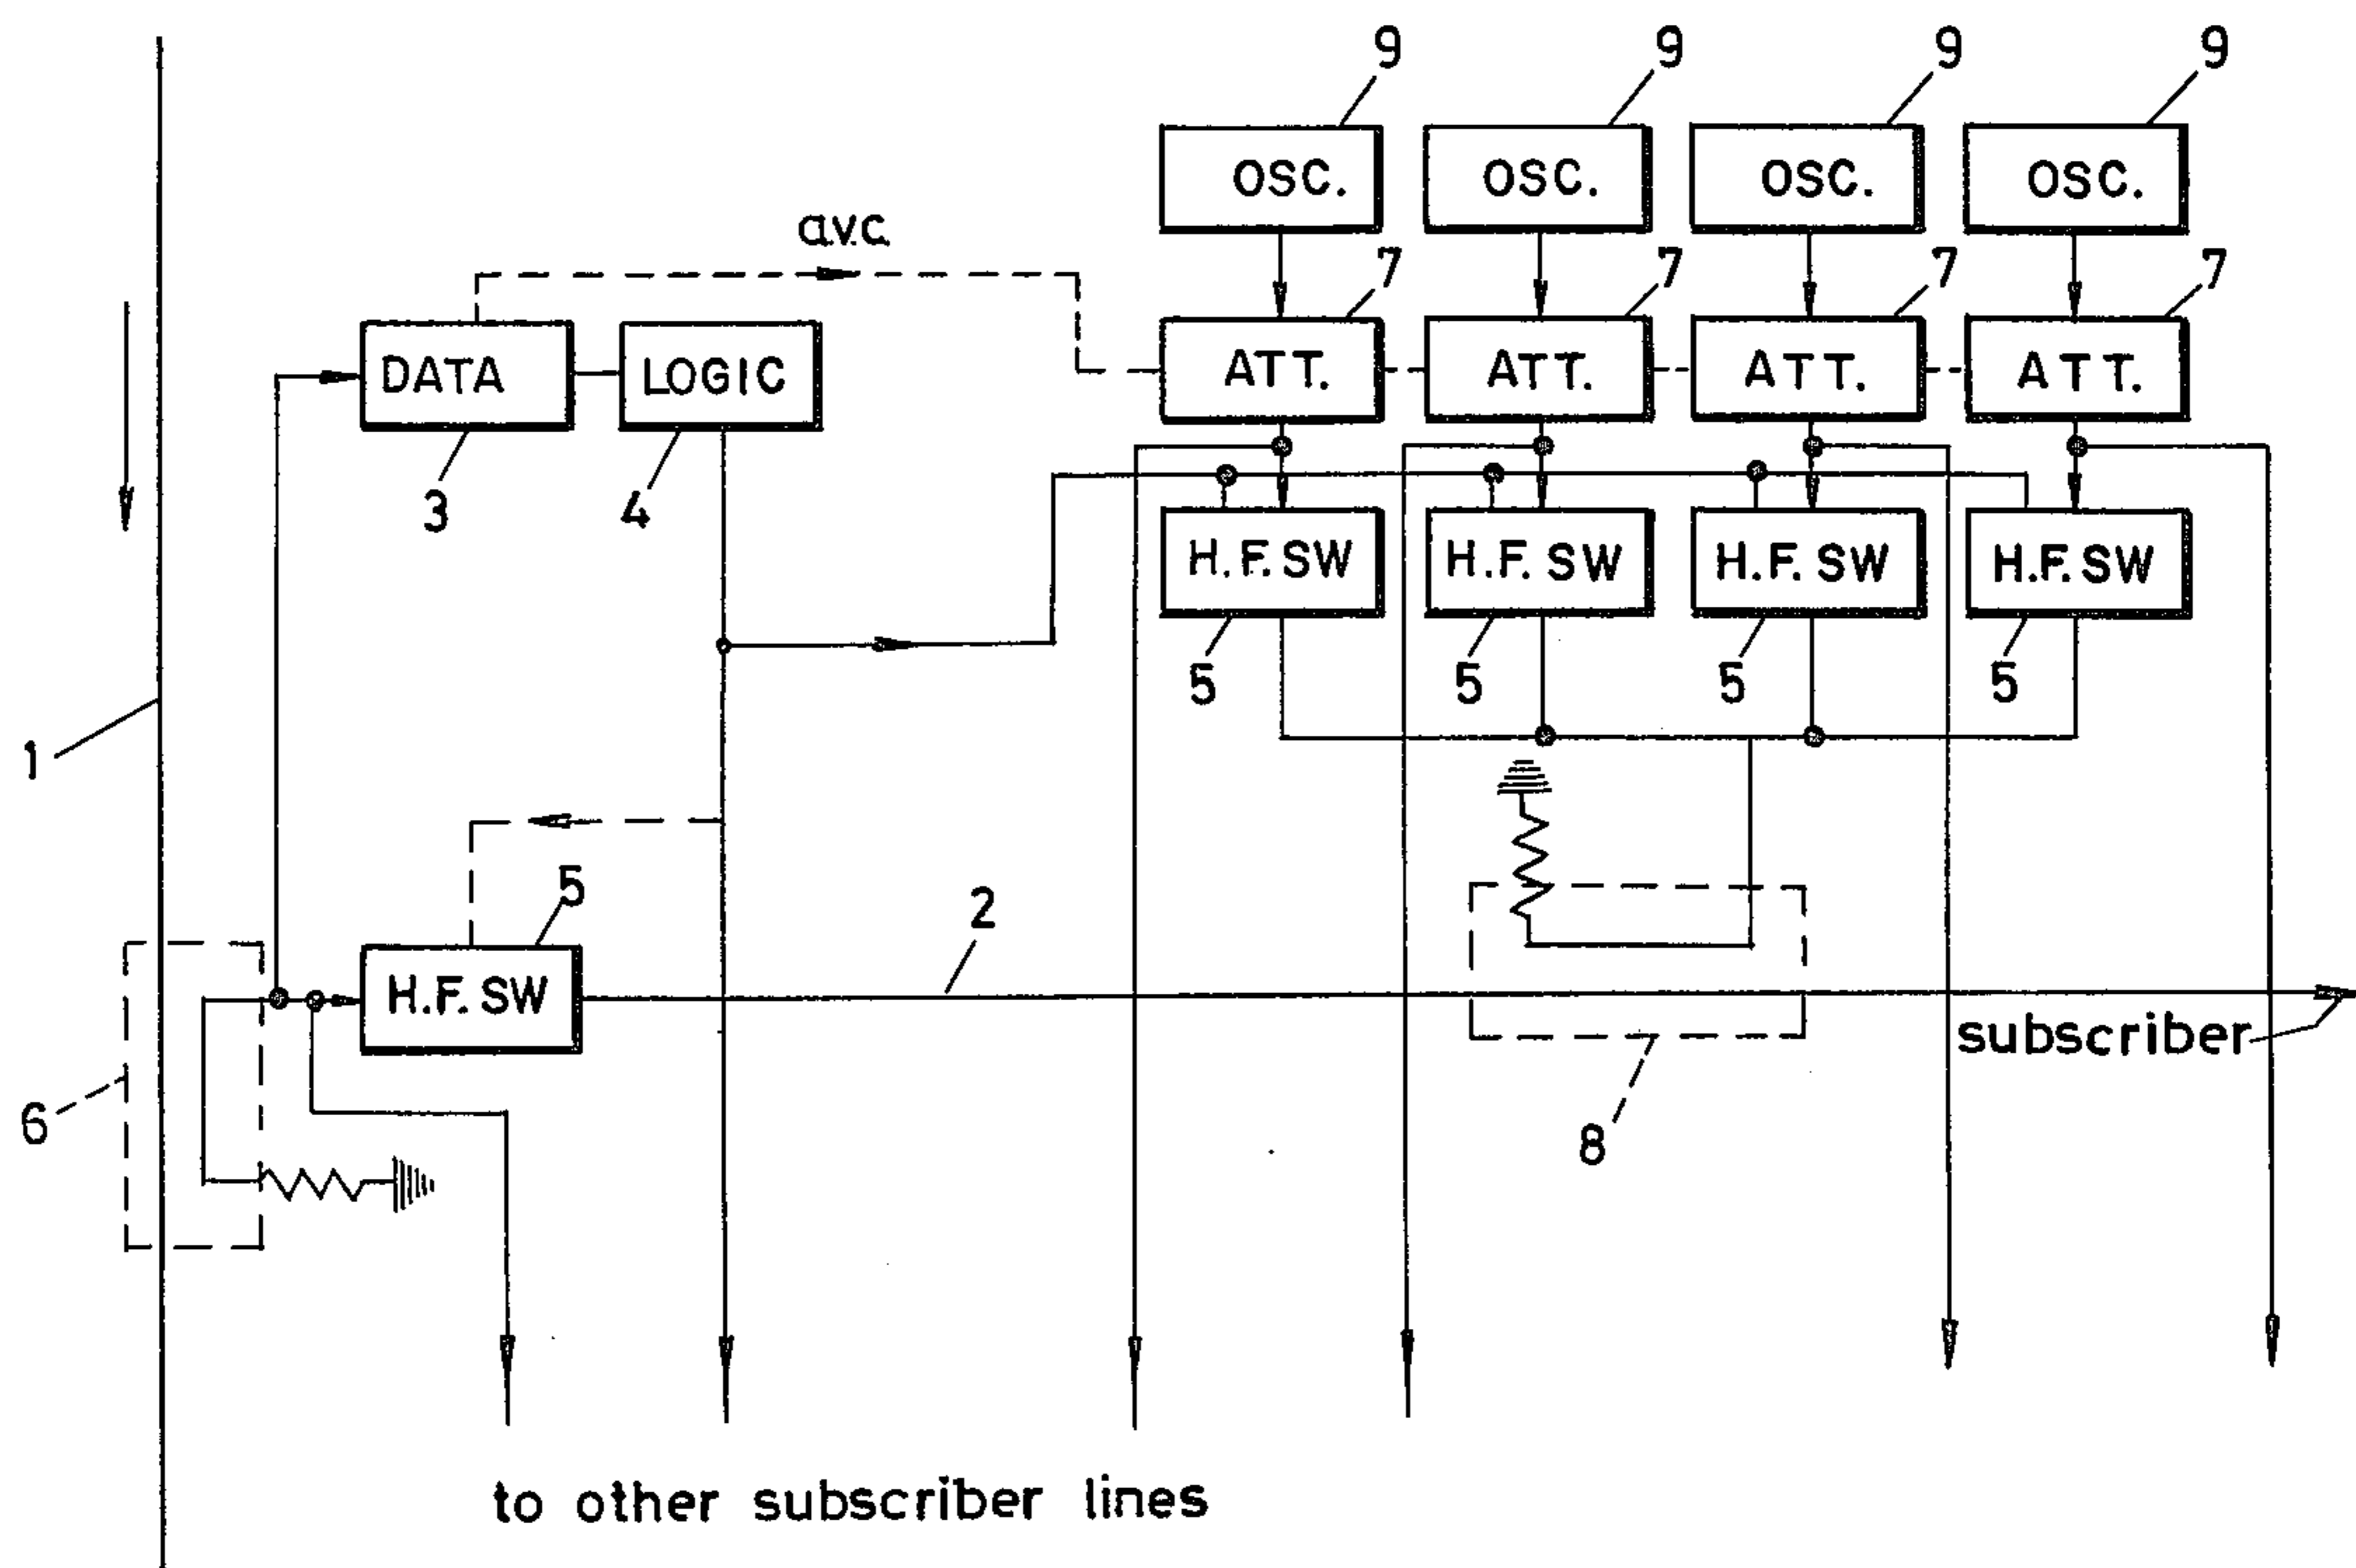 9 9 9 9
OSC. OSC. OSC. OSC.
a.v.c.
7 7 7 7
DATA LOGIC ATT. ATT. ATT. ATT.
3 4
H.F. SW H.F. SW H.F. SW H.F. SW
5 5 5 5
1
5 2
H.F. SW
subscriber
6 8
to other subscriber lines